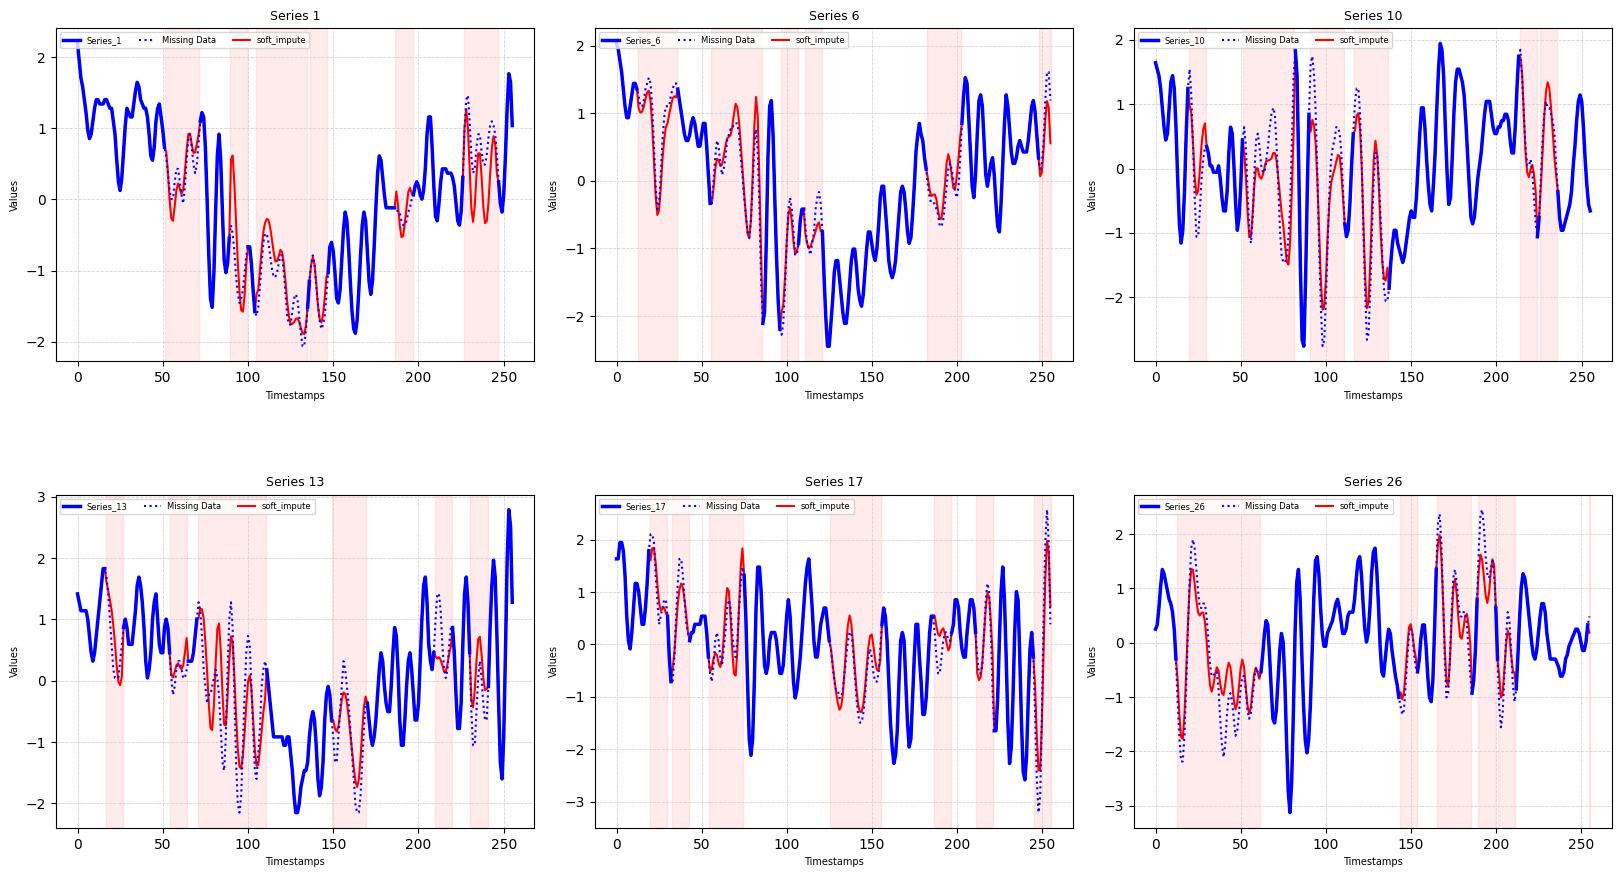 Series 1
Series_1 Missing Data soft_impute
2
1
0
−1
−2
Values
0 50 100 150 200 250
Timestamps
Series 6
Series_6 Missing Data soft_impute
2
1
0
−1
−2
Values
0 50 100 150 200 250
Timestamps
Series 10
Series_10 Missing Data soft_impute
2
1
0
−1
−2
Values
0 50 100 150 200 250
Timestamps
Series 13
Series_13 Missing Data soft_impute
3
2
1
0
−1
−2
Values
0 50 100 150 200 250
Timestamps
Series 17
Series_17 Missing Data soft_impute
2
1
0
−1
−2
−3
Values
0 50 100 150 200 250
Timestamps
Series 26
Series_26 Missing Data soft_impute
2
1
0
−1
−2
−3
Values
0 50 100 150 200 250
Timestamps